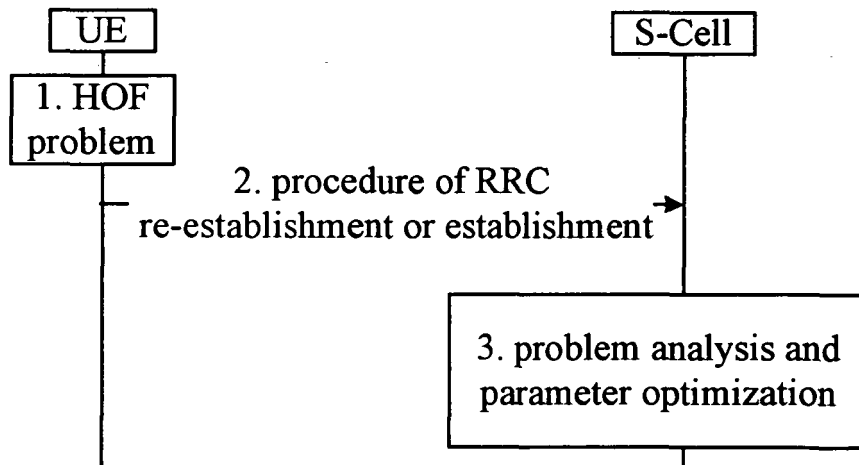 UE
S-Cell
1. HOF
problem
2. procedure of RRC
re-establishment or establishment
3. problem analysis and
parameter optimization